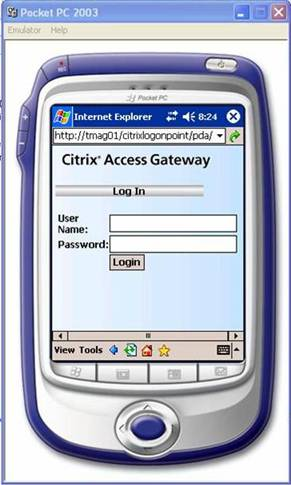 Pocket PC 2003
Emulator Help
Pocket PC
Internet Explorer 8:24
http://tmag01/citrixlogonpoint/pda/
Citrix® Access Gateway
Log In
User
Name:
Password:
Login
View Tools